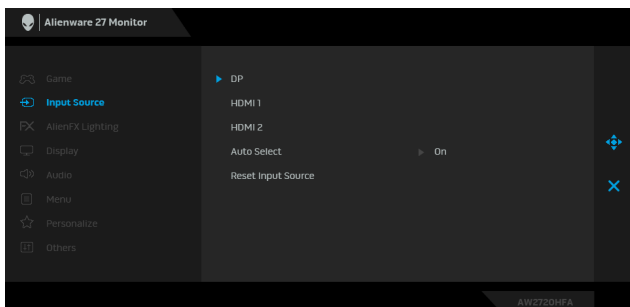 Alienware 27 Monitor
Game
Input Source
AlienFX Lighting
Display
Audio
Menu
Personalize
Others
DP
HDMI 1
HDMI 2
Auto Select On
Reset Input Source
AW2720HFA